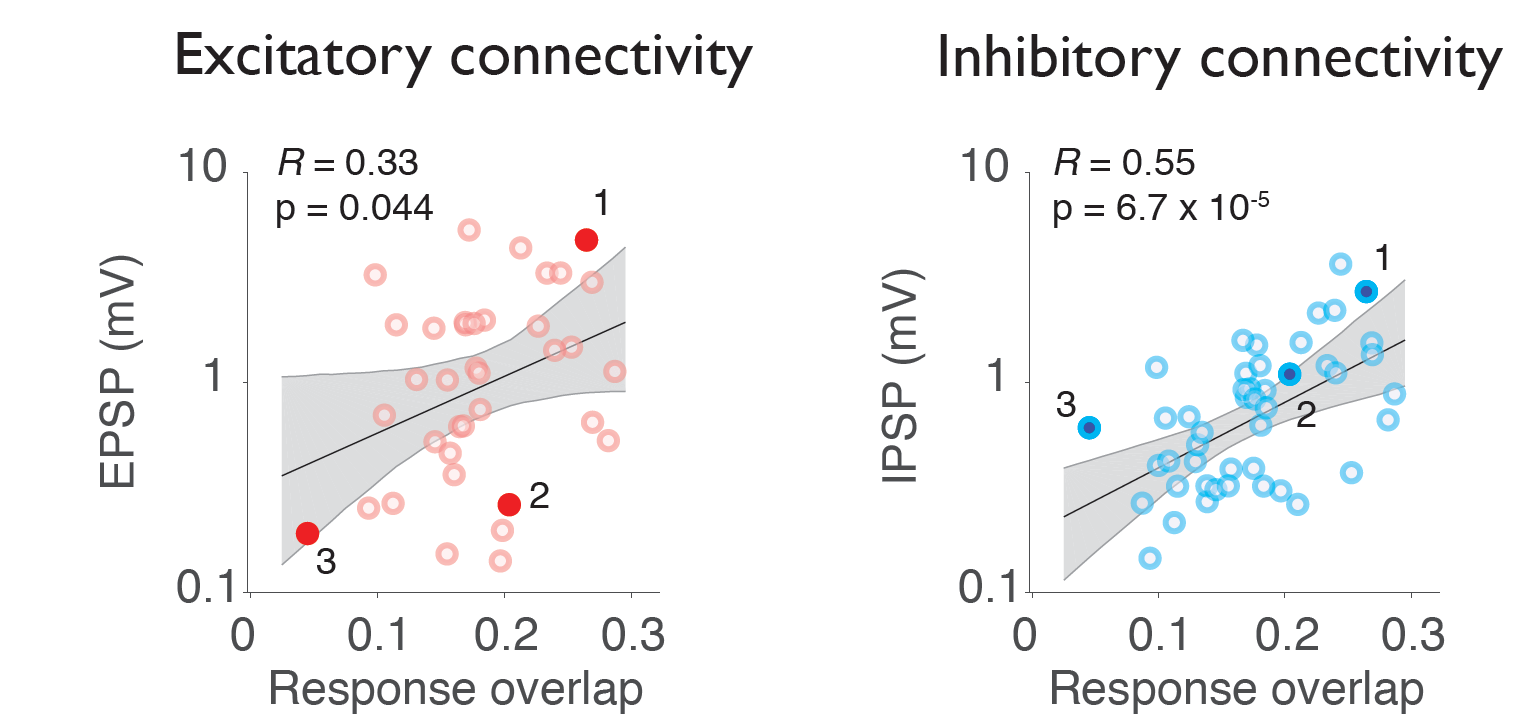 Excitatory connectivity
R = 0.33
p = 0.044
10
1
0.1
EPSP (mV)
1
2
3
0
0.1
0.2
0.3
Response overlap
Inhibitory connectivity
R = 0.55
p = 6.7 x 10⁻⁵
10
1
0.1
IPSP (mV)
1
2
3
0
0.1
0.2
0.3
Response overlap